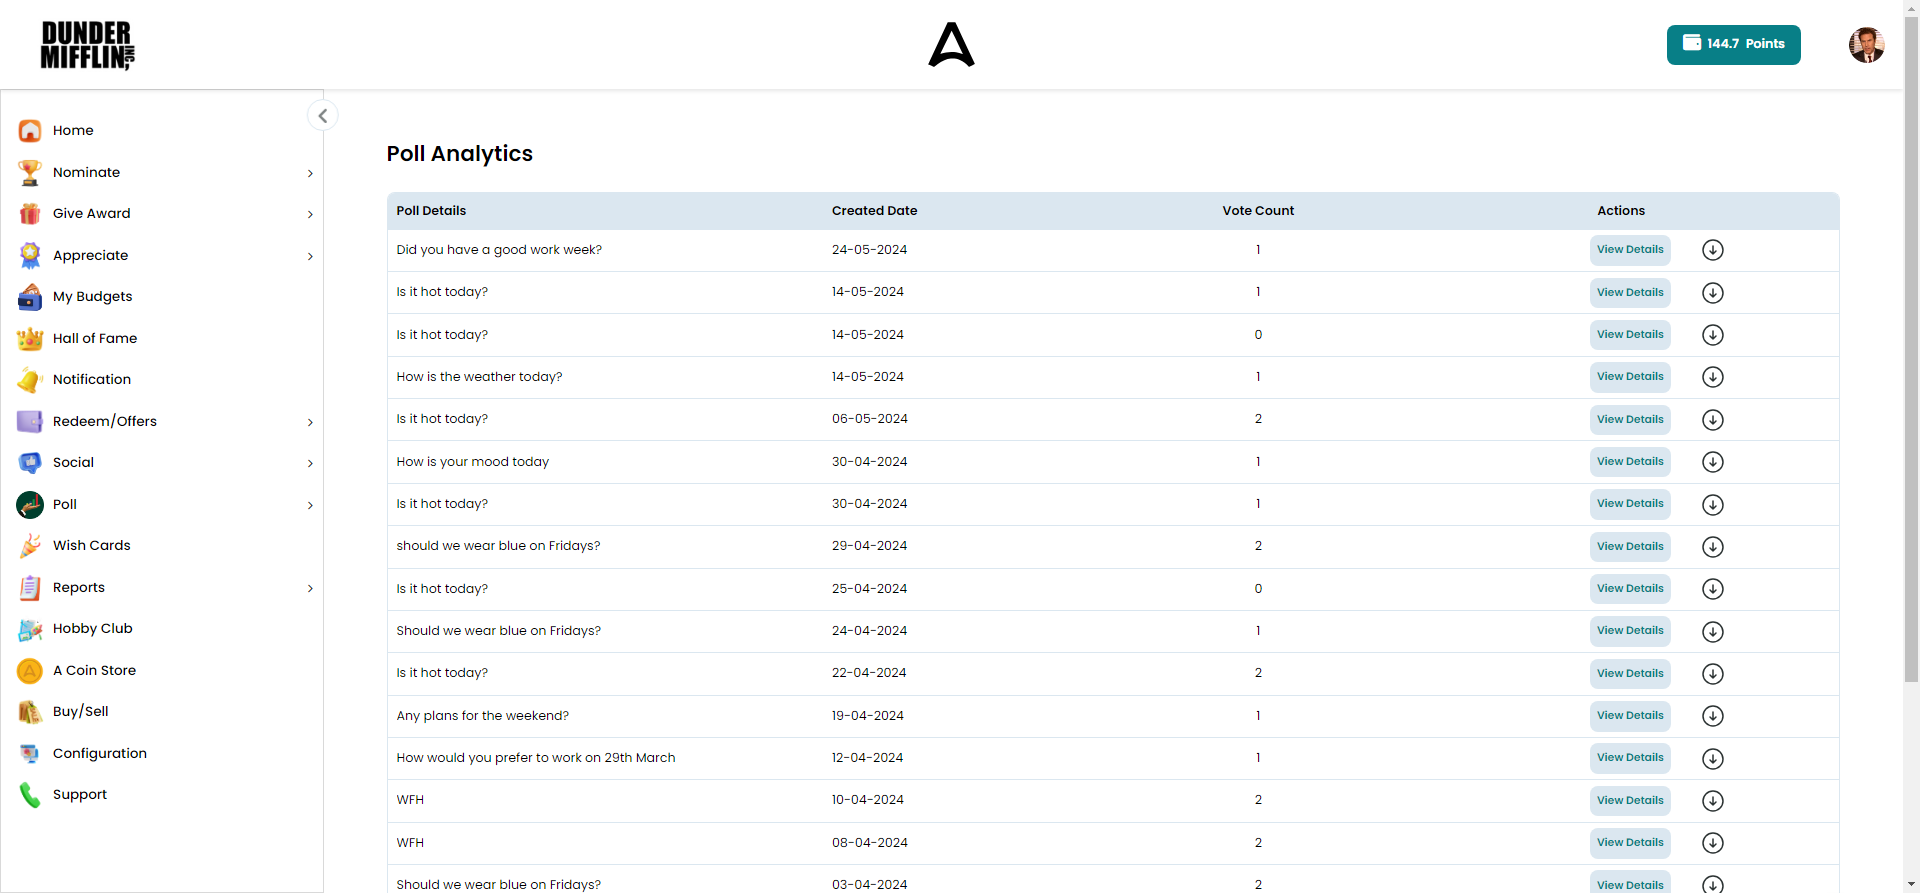 DUNDER
MIFFLIN INC,
144.7 Points
Home
Nominate
Give Award
Appreciate
My Budgets
Hall of Fame
Notification
Redeem/Offers
Social
Poll
Wish Cards
Reports
Hobby Club
A Coin Store
Buy/Sell
Configuration
Support
Poll Analytics
Poll Details Created Date Vote Count Actions
Did you have a good work week? 24-05-2024 1 View Details
Is it hot today? 14-05-2024 1 View Details
Is it hot today? 14-05-2024 0 View Details
How is the weather today? 14-05-2024 1 View Details
Is it hot today? 06-05-2024 2 View Details
How is your mood today 30-04-2024 1 View Details
Is it hot today? 30-04-2024 1 View Details
should we wear blue on Fridays? 29-04-2024 2 View Details
Is it hot today? 25-04-2024 0 View Details
Should we wear blue on Fridays? 24-04-2024 1 View Details
Is it hot today? 22-04-2024 2 View Details
Any plans for the weekend? 19-04-2024 1 View Details
How would you prefer to work on 29th March 12-04-2024 1 View Details
WFH 10-04-2024 2 View Details
WFH 08-04-2024 2 View Details
Should we wear blue on Fridays? 03-04-2024 2 View Details